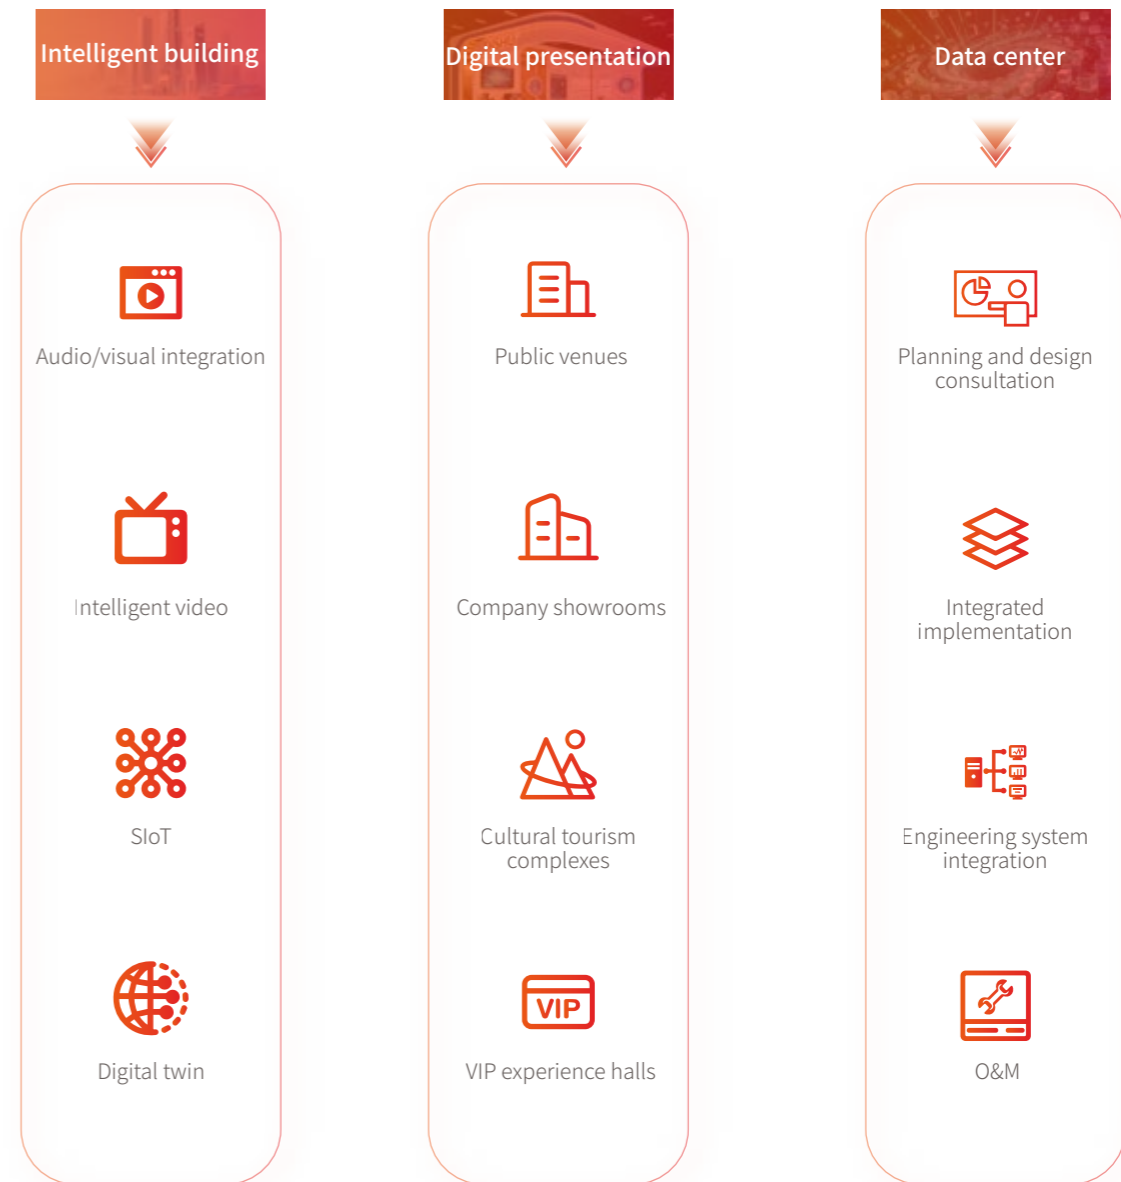 Intelligent building
Audio/visual integration
Intelligent video
SIoT
Digital twin
Digital presentation
Public venues
Company showrooms
Cultural tourism
complexes
VIP
VIP experience halls
Data center
Planning and design
consultation
Integrated
implementation
Engineering system
integration
O&M